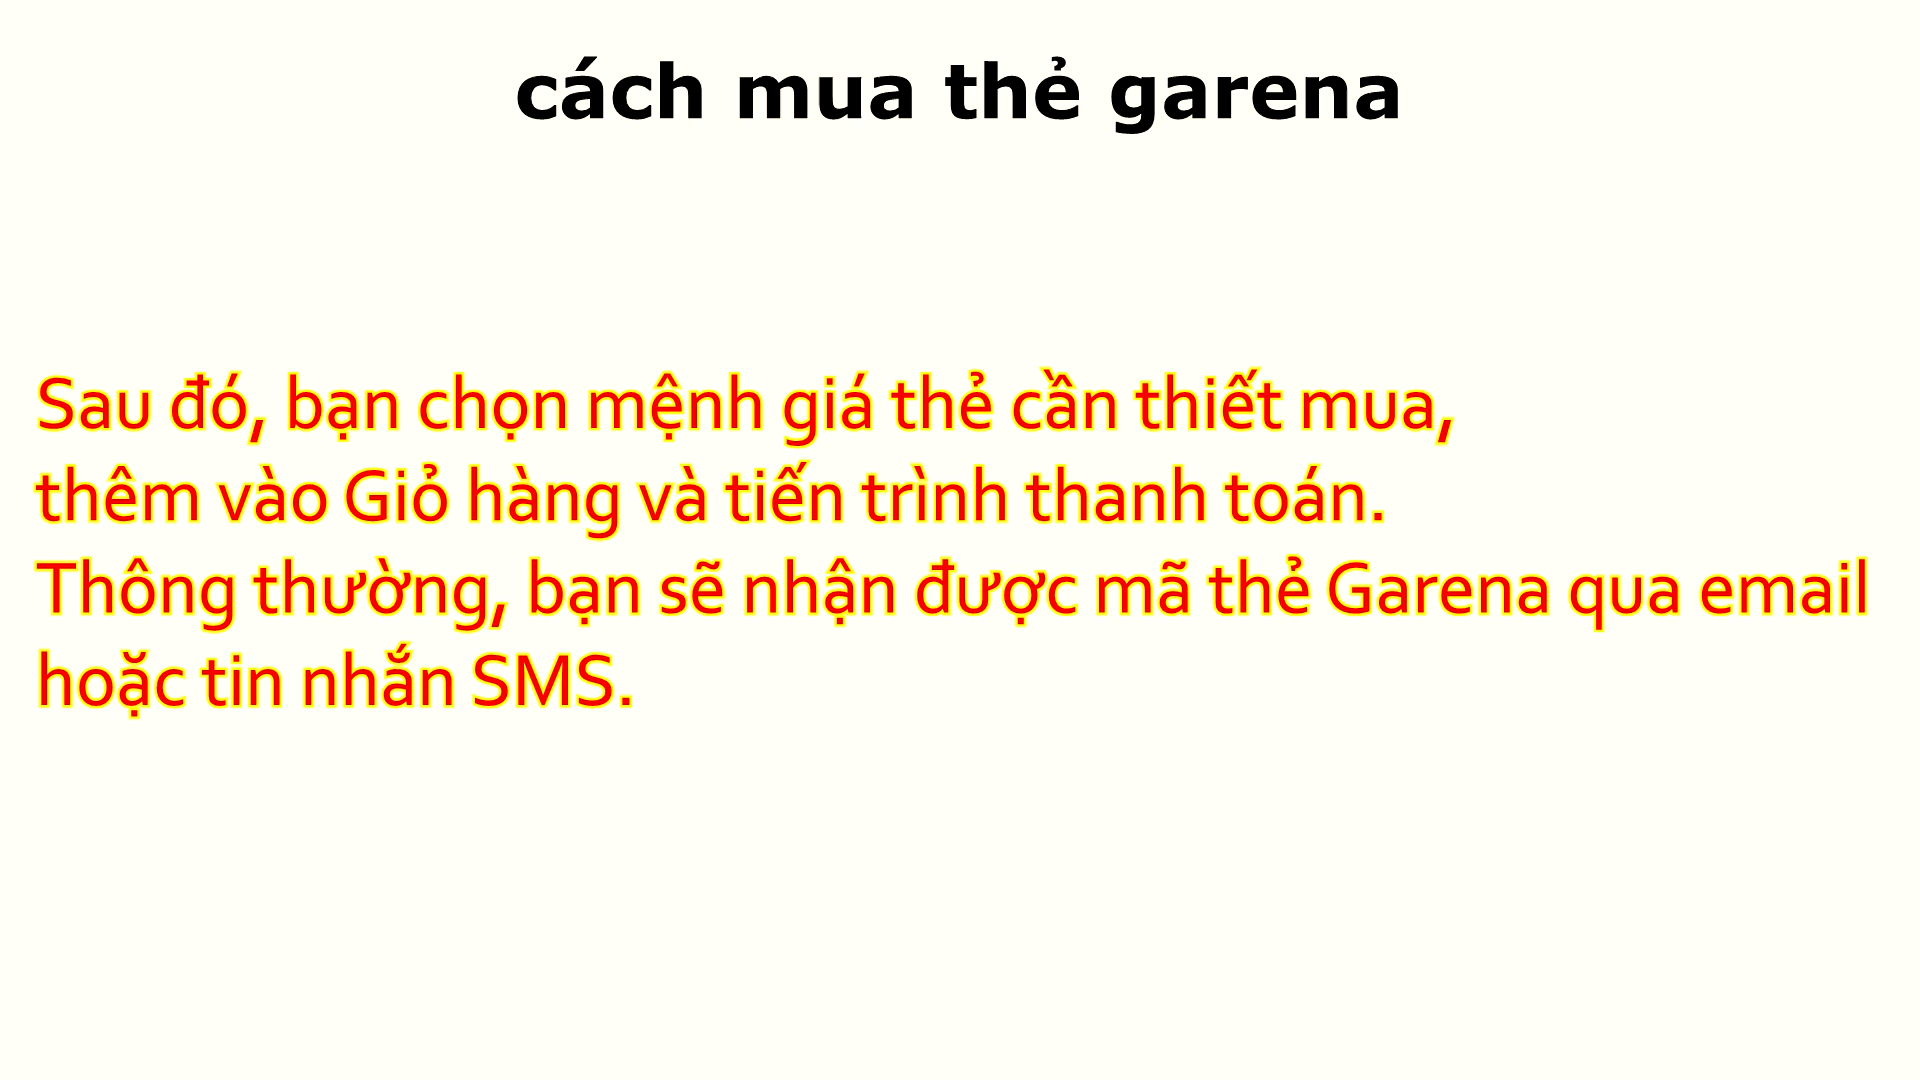 cách mua thẻ garena
Sau đó, bạn chọn mệnh giá thẻ cần thiết mua,
thêm vào Giỏ hàng và tiến trình thanh toán.
Thông thường, bạn sẽ nhận được mã thẻ Garena qua email
hoặc tin nhắn SMS.